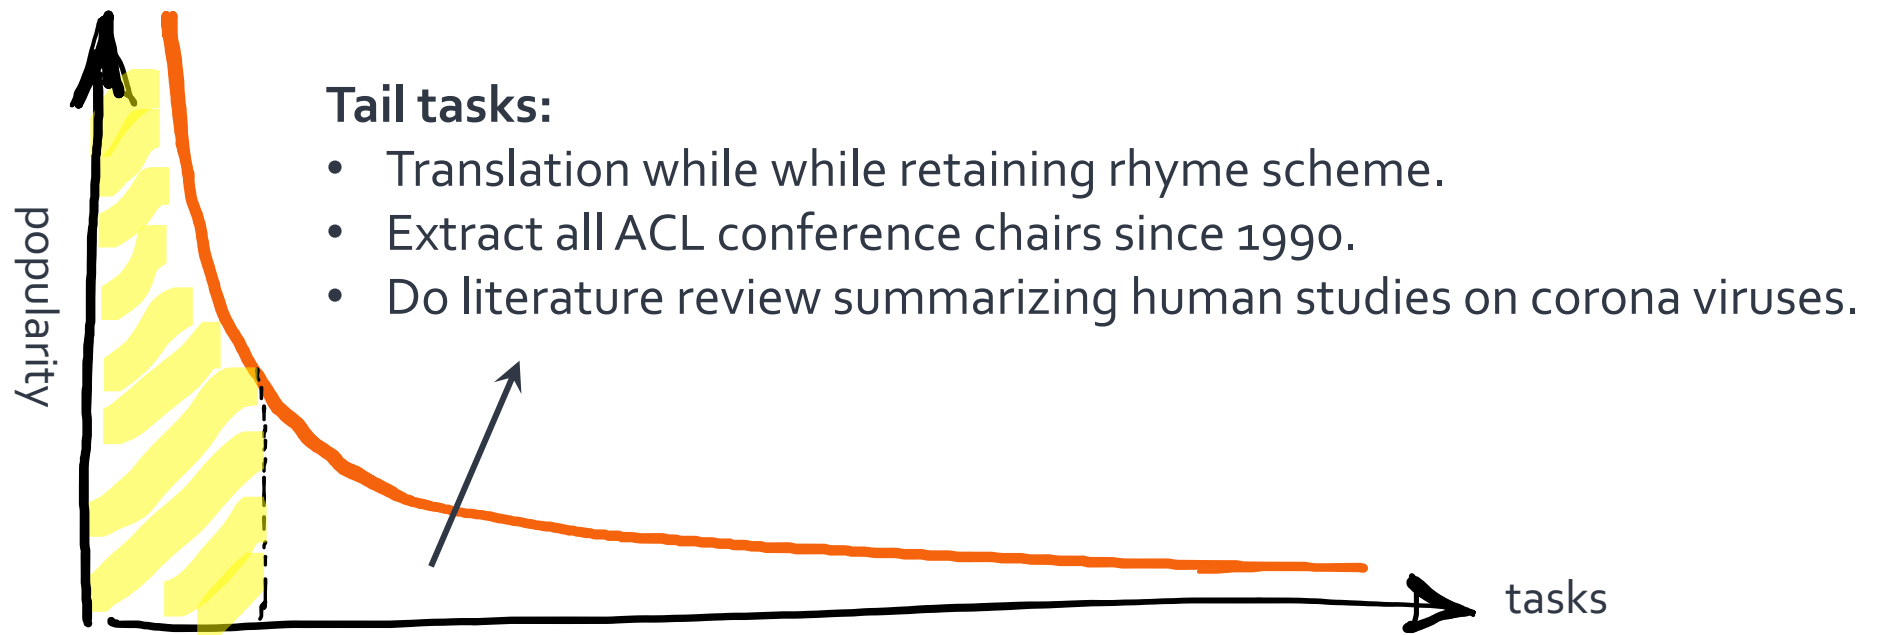 Tail tasks:
• Translation while while retaining rhyme scheme.
• Extract all ACL conference chairs since 1990.
• Do literature review summarizing human studies on corona viruses.
popularity
tasks